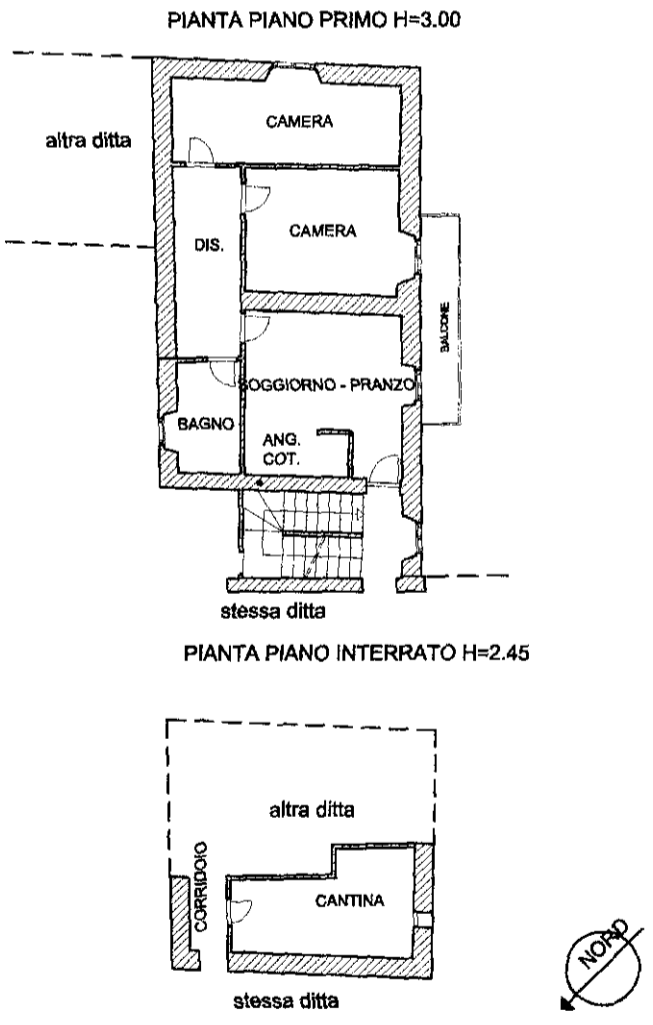 PIANTA PIANO PRIMO H=3.00
CAMERA
altra ditta
CAMERA
DIS.
BALCONE
SOGGIORNO - PRANZO
BAGNO
ANG.
COT.
stessa ditta
PIANTA PIANO INTERRATO H=2.45
altra ditta
CORRIDOIO
CANTINA
NORD
stessa ditta